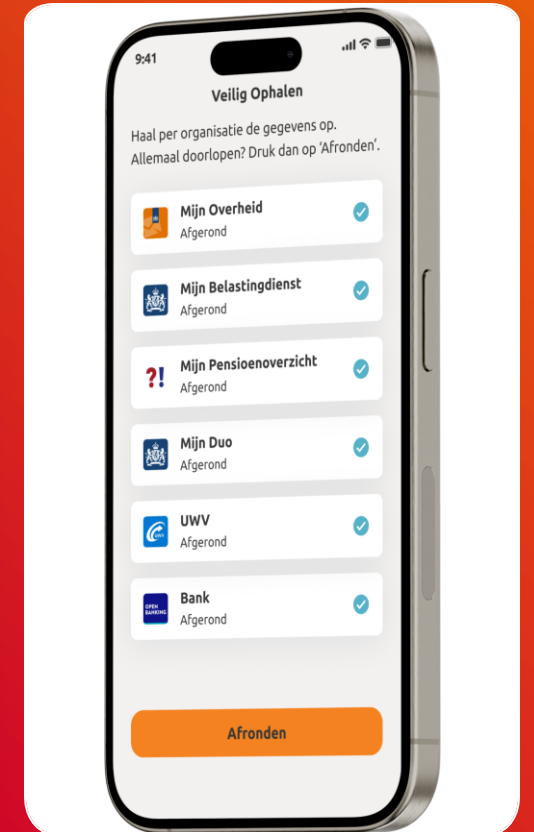 9:41
Veilig Ophalen
Haal per organisatie de gegevens op.
Allemaal doorlopen? Druk dan op ‘Afronden’.
Mijn Overheid
Afgerond
Mijn Belastingdienst
Afgerond
?!
Mijn Pensioenoverzicht
Afgerond
Mijn Duo
Afgerond
UWV
UWV
Afgerond
OPEN
BANKING
Bank
Afgerond
Afronden